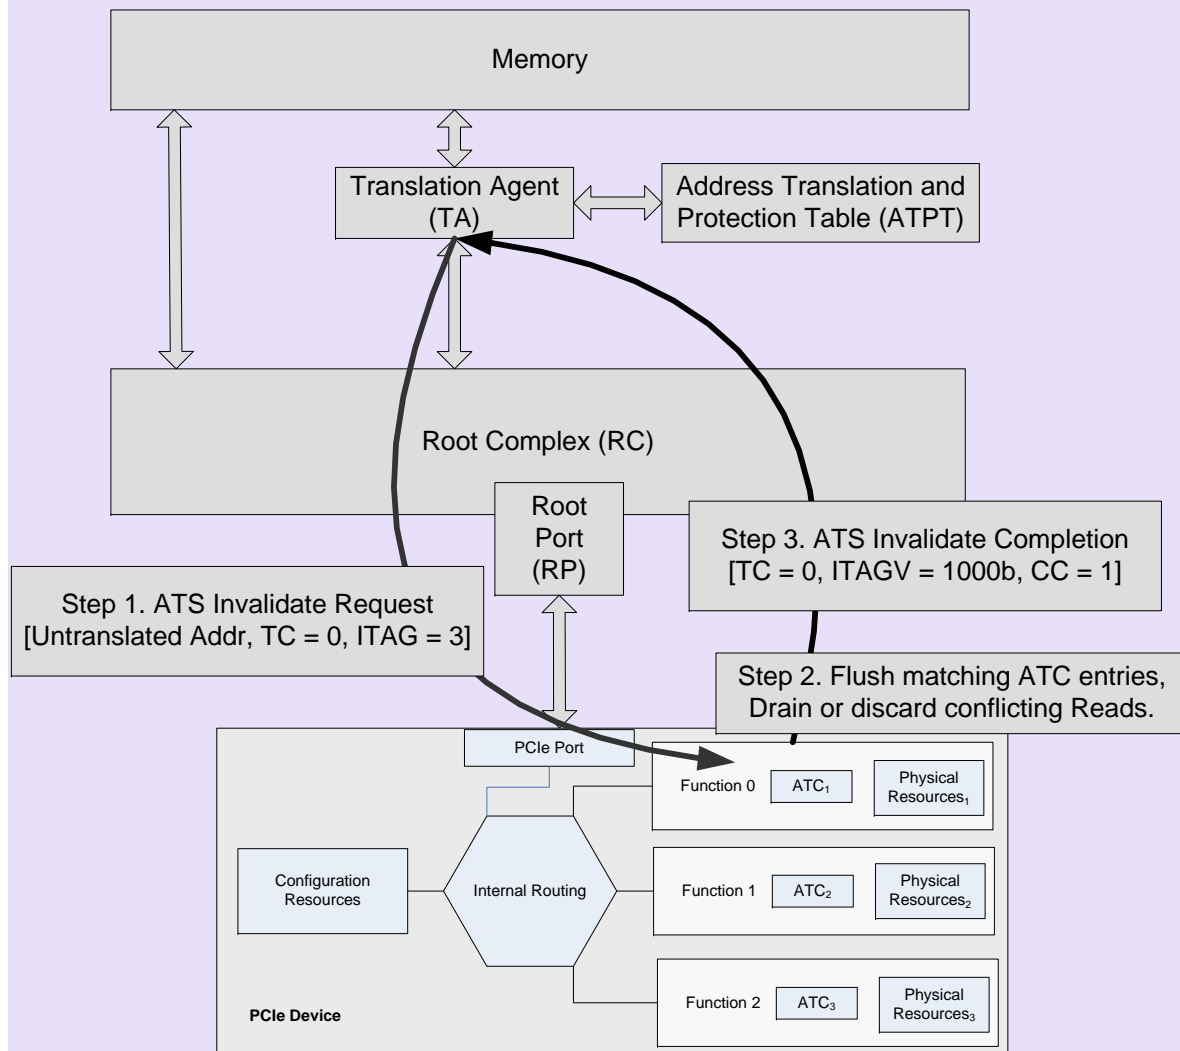 Memory
Translation Agent
(TA)
Address Translation and
Protection Table (ATPT)
Root Complex (RC)
Root
Port
(RP)
Step 3. ATS Invalidate Completion
[TC = 0, ITAGV = 1000b, CC = 1]
Step 1. ATS Invalidate Request
[Untranslated Addr, TC = 0, ITAG = 3]
Step 2. Flush matching ATC entries,
Drain or discard conflicting Reads.
PCIe Port
Function 0
ATC₁
Physical
Resources₁
Configuration
Resources
Internal Routing
Function 1
ATC₂
Physical
Resources₂
Function 2
ATC₃
Physical
Resources₃
PCIe Device